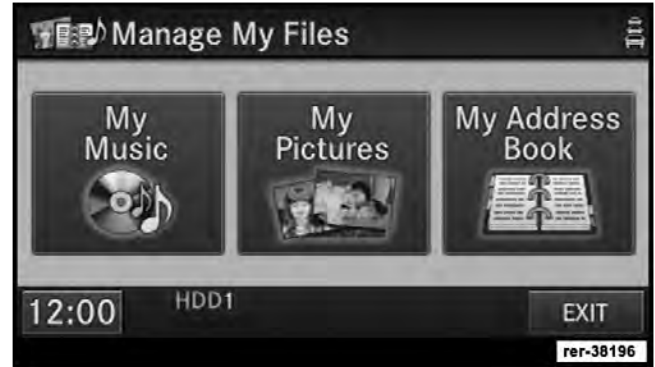 Manage My Files
My
Music
My
Pictures
My Address
Book
12:00
HDD1
EXIT
rer-38196